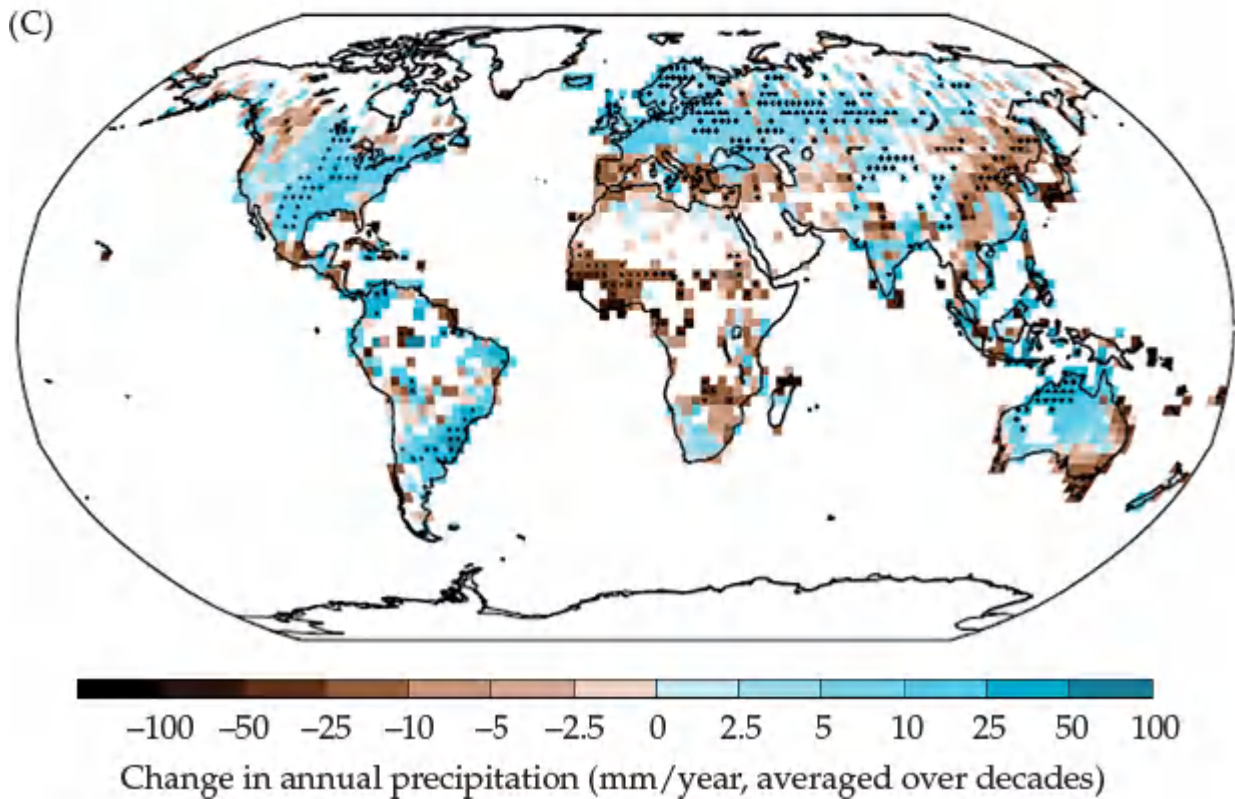 (C)
–100 –50 –25 –10 –5 –2.5 0 2.5 5 10 25 50 100
Change in annual precipitation (mm/year, averaged over decades)